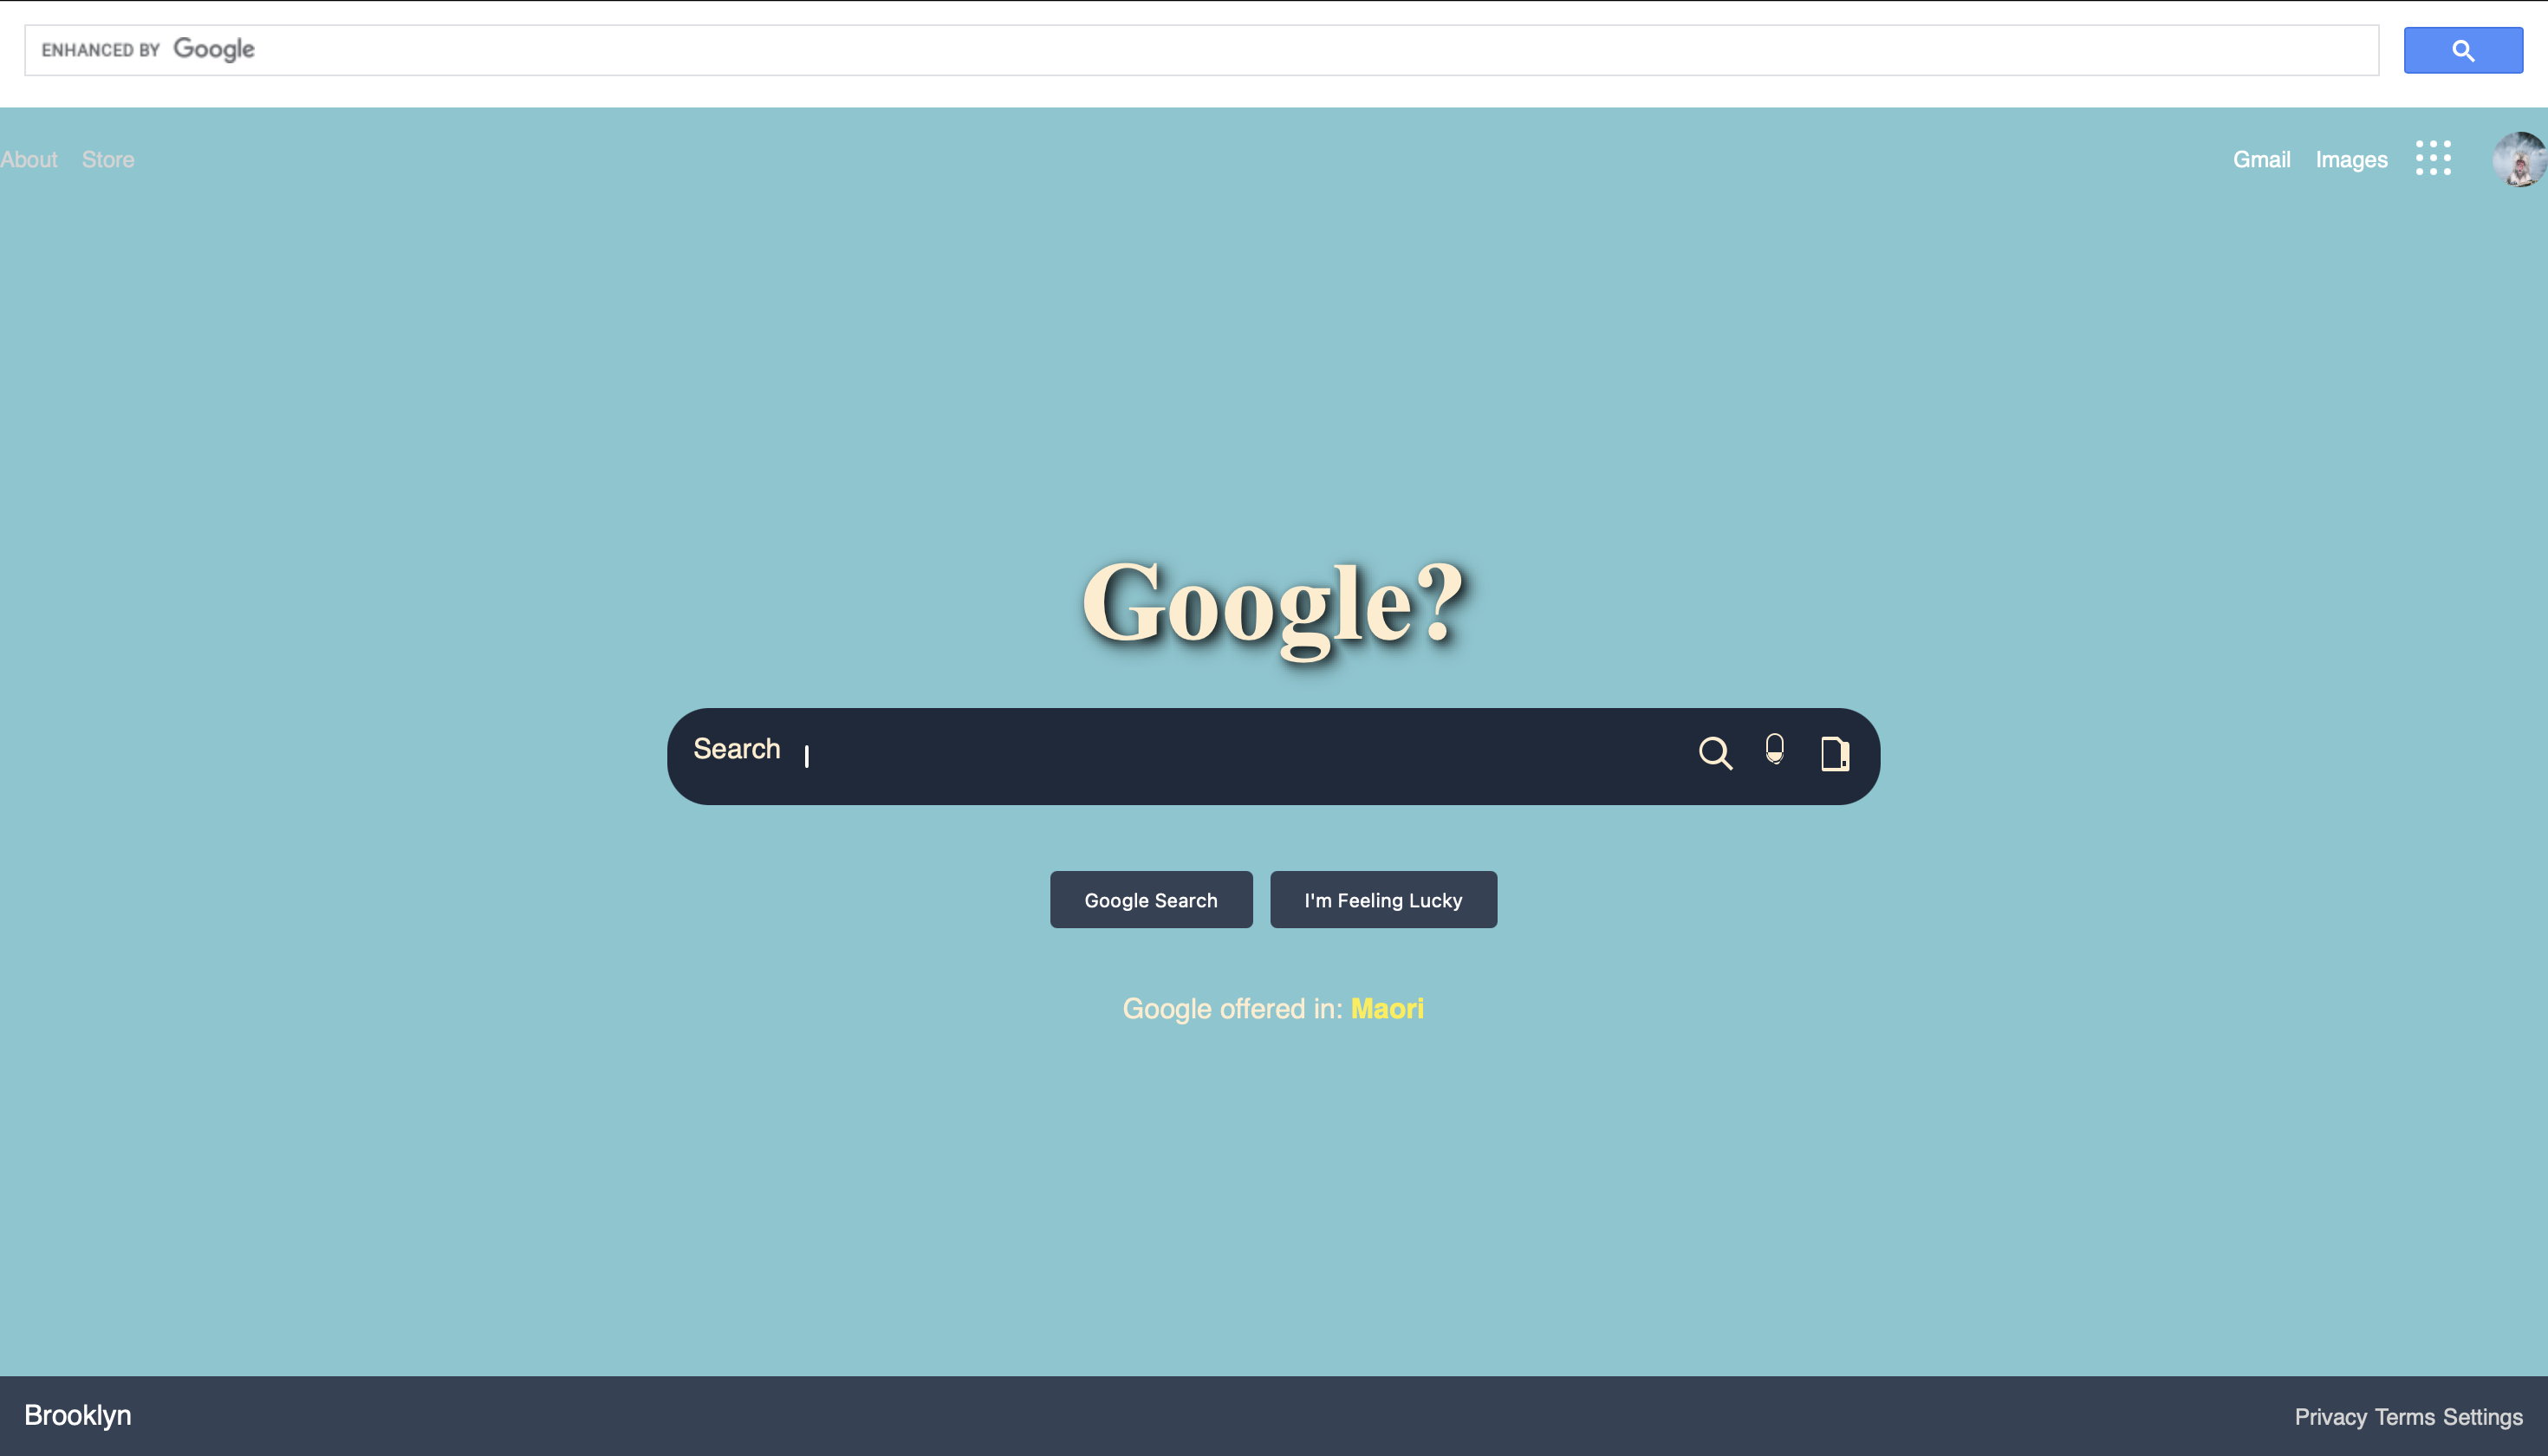 ENHANCED BY Google
About Store Gmail Images
Google?
Search
Google Search I'm Feeling Lucky
Google offered in: Maori
Brooklyn Privacy Terms Settings